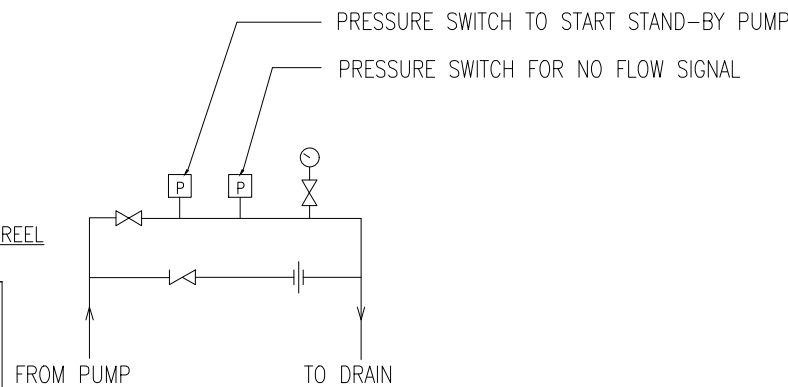 PRESSURE SWITCH TO START STAND-BY PUMP
PRESSURE SWITCH FOR NO FLOW SIGNAL
P P
REEL
FROM PUMP TO DRAIN